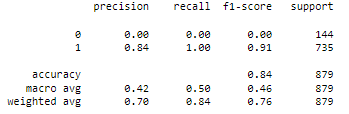 precision recall f1-score support
0 0.00 0.00 0.00 144
1 0.84 1.00 0.91 735
accuracy 0.84 879
macro avg 0.42 0.50 0.46 879
weighted avg 0.70 0.84 0.76 879